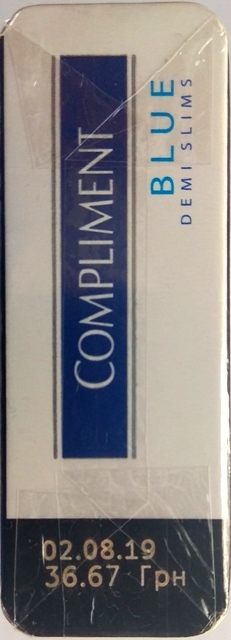 COMPLIMENT
BLUE
DEMI SLIMS
02.08.19
36.67 Грн